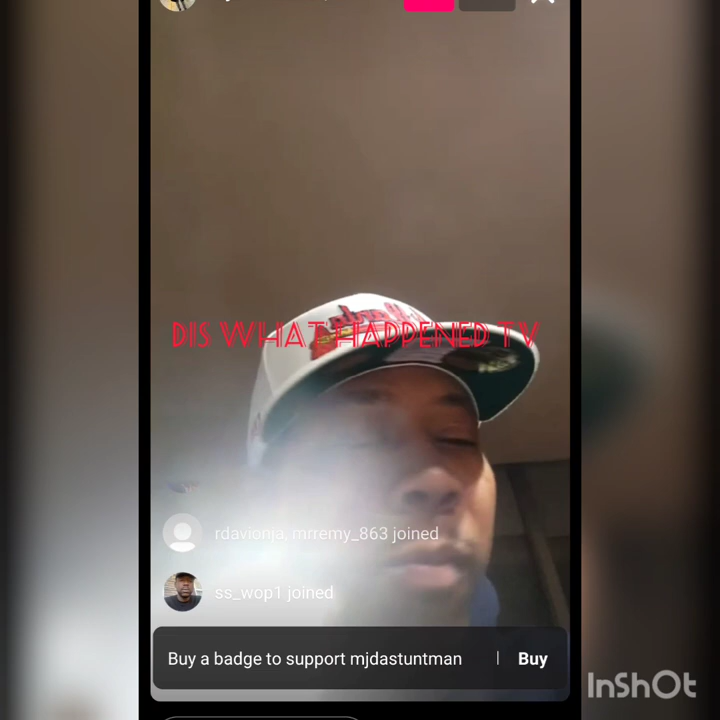 DIS WHAT HAPPENED TV
rdavionja, mrremy_863 joined
ss_wop1 joined
Buy a badge to support mjdastuntman | Buy
InShOt